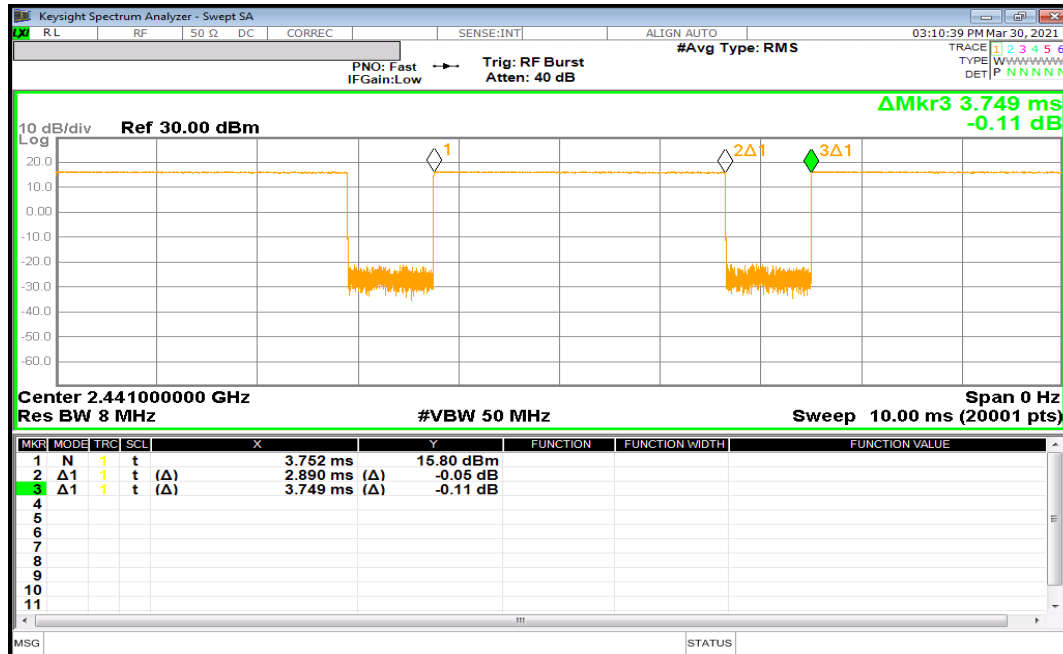 Keysight Spectrum Analyzer - Swept SA
LXI RL RF 50 Ω DC CORREC SENSE:INT ALIGN AUTO 03:10:39 PM Mar 30, 2021
#Avg Type: RMS TRACE 1 2 3 4 5 6
PNO: Fast Trig: RF Burst TYPE WWWWWW
IFGain:Low Atten: 40 dB DET P N N N N N
ΔMkr3 3.749 ms
-0.11 dB
10 dB/div Ref 30.00 dBm
Log
1 2Δ1 3Δ1
20.0
10.0
0.00
-10.0
-20.0
-30.0
-40.0
-50.0
-60.0
Center 2.441000000 GHz Span 0 Hz
Res BW 8 MHz #VBW 50 MHz Sweep 10.00 ms (20001 pts)
MKR MODE TRC SCL X Y FUNCTION FUNCTION WIDTH FUNCTION VALUE
1 N 1 t 3.752 ms 15.80 dBm
2 Δ1 1 t (Δ) 2.890 ms (Δ) -0.05 dB
3 Δ1 1 t (Δ) 3.749 ms (Δ) -0.11 dB
4
5
6
7
8
9
10
11
MSG STATUS